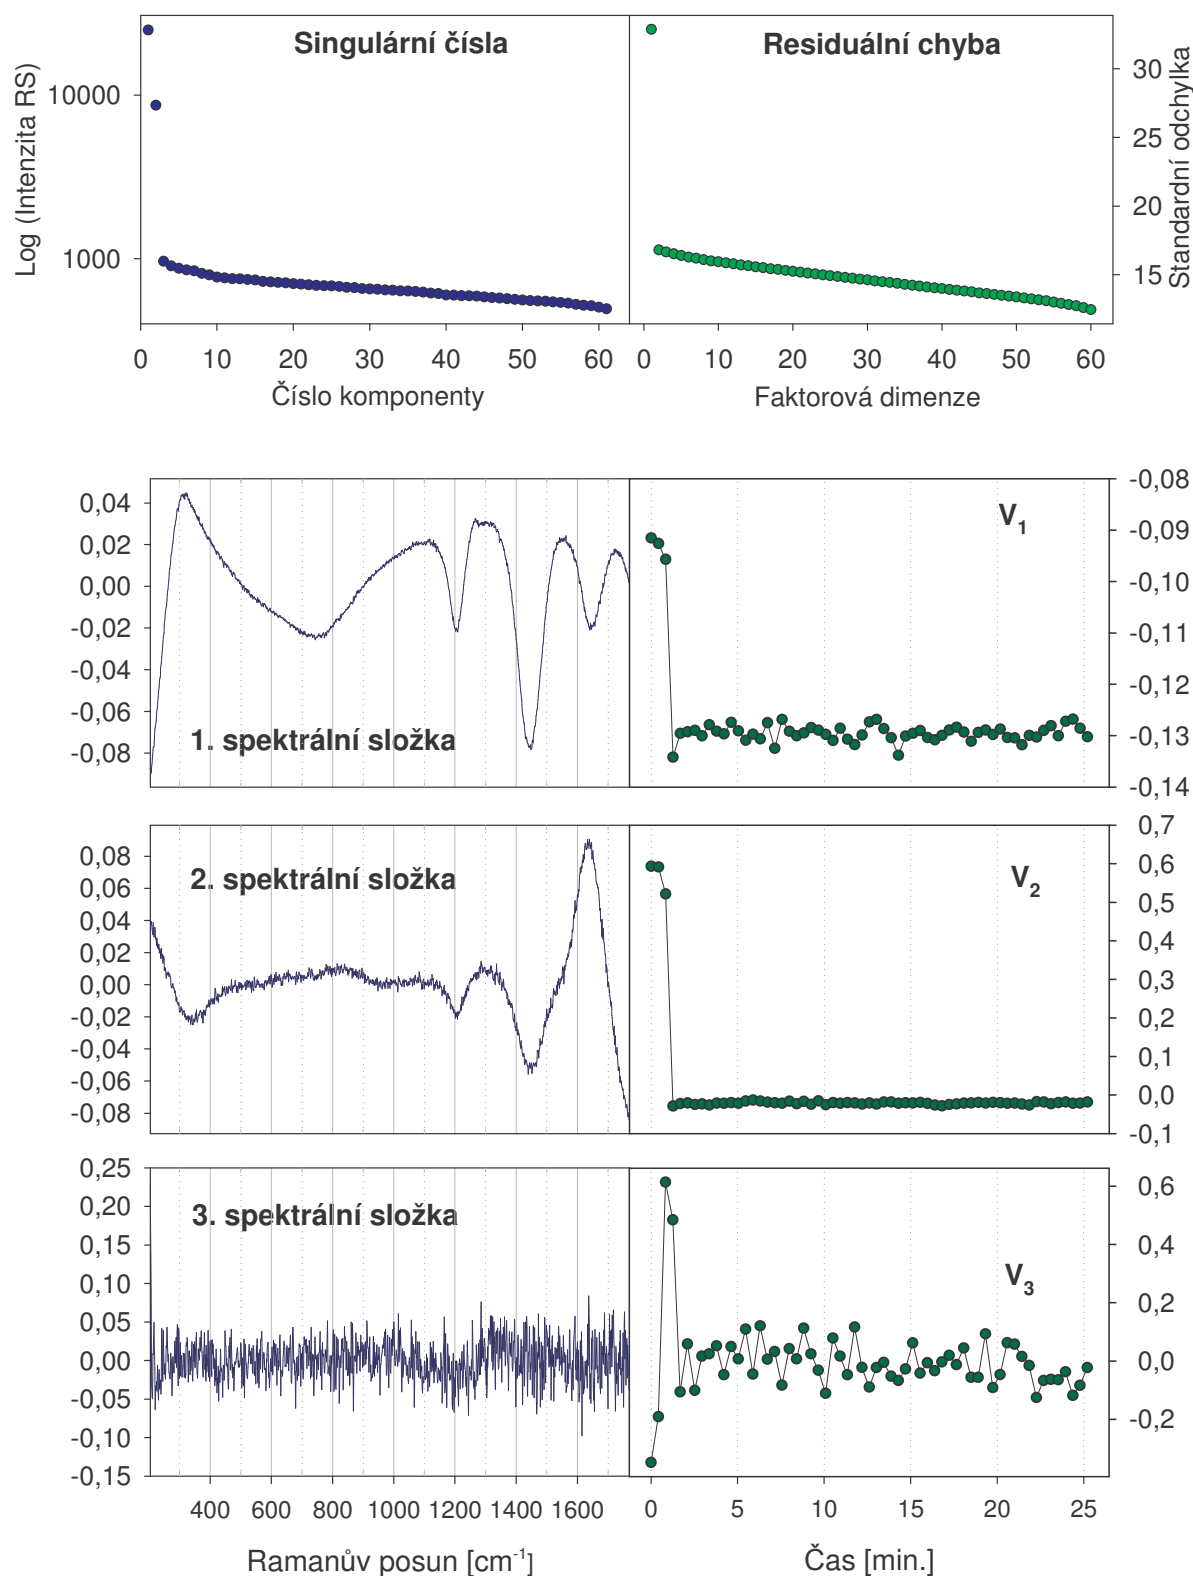 Singulární čísla
Residuální chyba
Log (Intenzita RS)
10000
1000
Standardní odchylka
30
25
20
15
0 10 20 30 40 50 60
0 10 20 30 40 50 60
Číslo komponenty
Faktorová dimenze
0,04
0,02
0,00
-0,02
-0,04
-0,06
-0,08
1. spektrální složka
V1
-0,08
-0,09
-0,10
-0,11
-0,12
-0,13
-0,14
0,08
0,06
0,04
0,02
0,00
-0,02
-0,04
-0,06
-0,08
2. spektrální složka
V2
0,7
0,6
0,5
0,4
0,3
0,2
0,1
0,0
-0,1
0,25
0,20
0,15
0,10
0,05
0,00
-0,05
-0,10
-0,15
3. spektrální složka
V3
0,6
0,4
0,2
0,0
-0,2
400 600 800 1000 1200 1400 1600
0 5 10 15 20 25
Ramanův posun [cm-1]
Čas [min.]